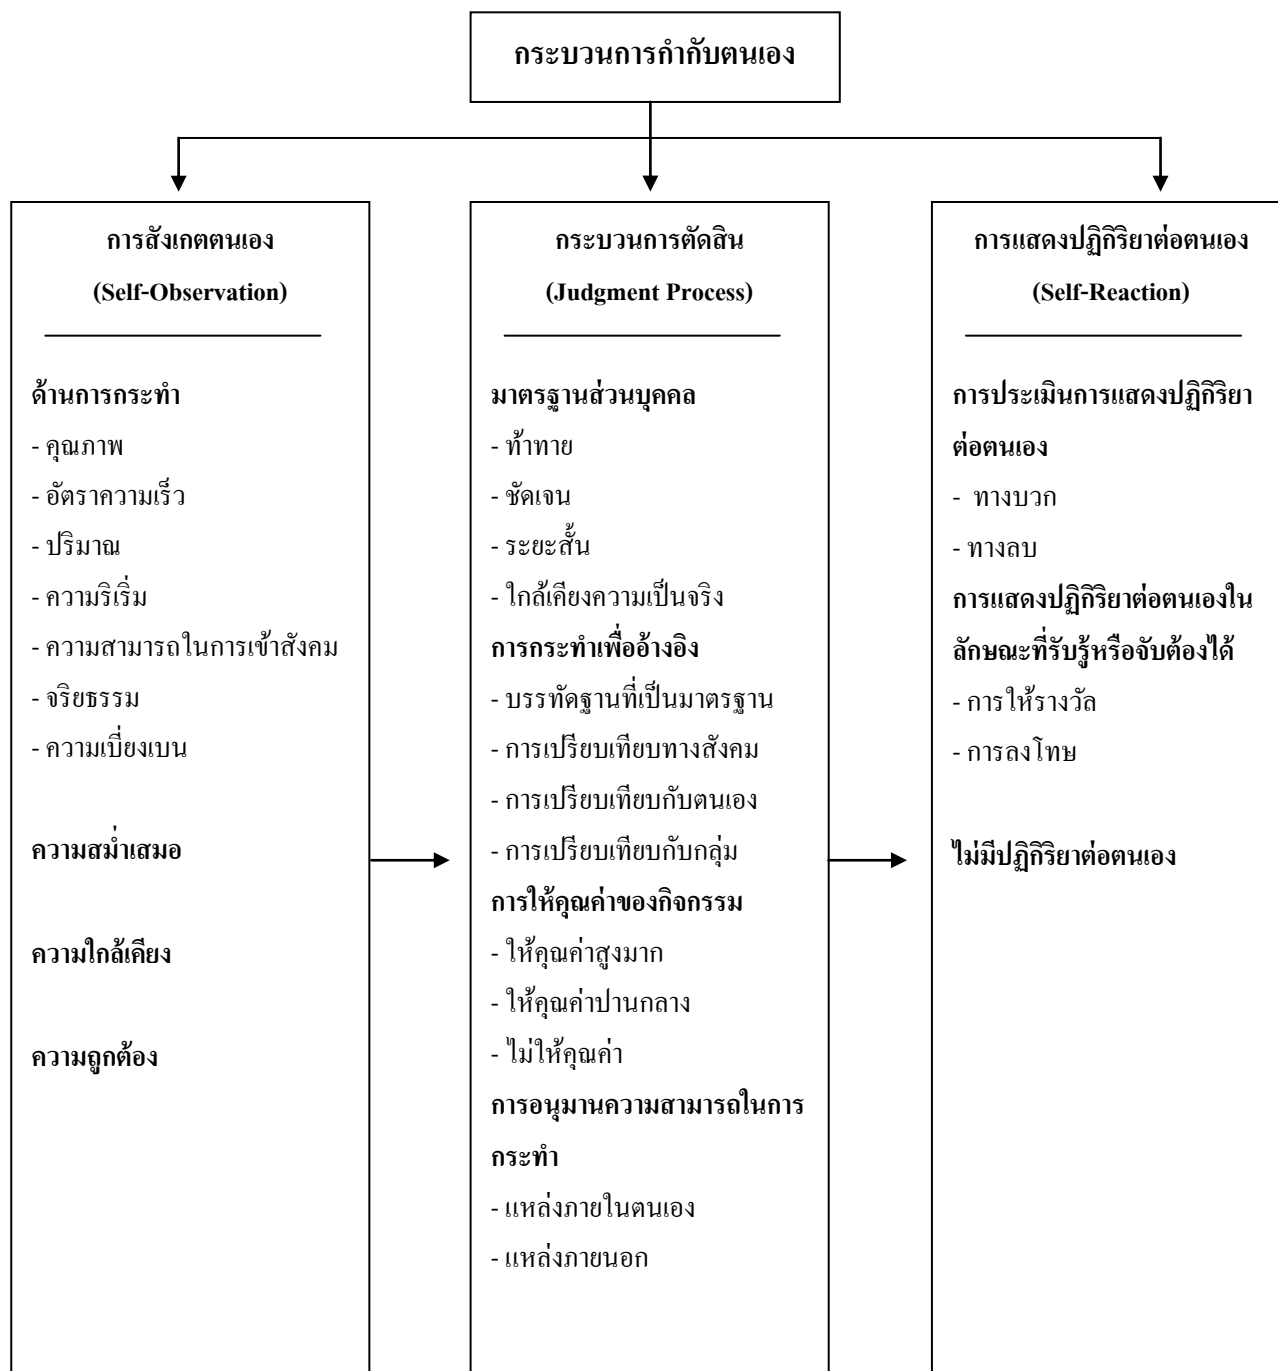 กระบวนการกำกับตนเอง
การสังเกตตนเอง
(Self-Observation)
ด้านการกระทำ
- คุณภาพ
- อัตราความเร็ว
- ปริมาณ
- ความริเริ่ม
- ความสามารถในการเข้าสังคม
- จริยธรรม
- ความเบี่ยงเบน
ความสม่ำเสมอ
ความใกล้เคียง
ความถูกต้อง
กระบวนการตัดสิน
(Judgment Process)
มาตรฐานส่วนบุคคล
- ท้าทาย
- ชัดเจน
- ระยะสั้น
- ใกล้เคียงความเป็นจริง
การกระทำเพื่ออ้างอิง
- บรรทัดฐานที่เป็นมาตรฐาน
- การเปรียบเทียบทางสังคม
- การเปรียบเทียบกับตนเอง
- การเปรียบเทียบกับกลุ่ม
การให้คุณค่าของกิจกรรม
- ให้คุณค่าสูงมาก
- ให้คุณค่าปานกลาง
- ไม่ให้คุณค่า
การอนุมานความสามารถในการ
กระทำ
- แหล่งภายในตนเอง
- แหล่งภายนอก
การแสดงปฏิกิริยาต่อตนเอง
(Self-Reaction)
การประเมินการแสดงปฏิกิริยา
ต่อตนเอง
- ทางบวก
- ทางลบ
การแสดงปฏิกิริยาต่อตนเองใน
ลักษณะที่รับรู้หรือจับต้องได้
- การให้รางวัล
- การลงโทษ
ไม่มีปฏิกิริยาต่อตนเอง